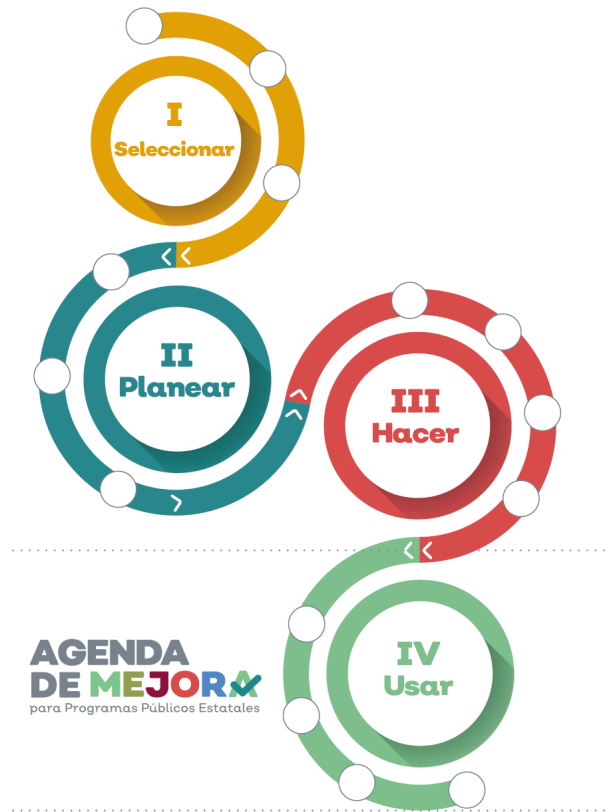 I
Seleccionar
II
Planear
III
Hacer
IV
Usar
AGENDA
DE MEJORA
para Programas Públicos Estatales